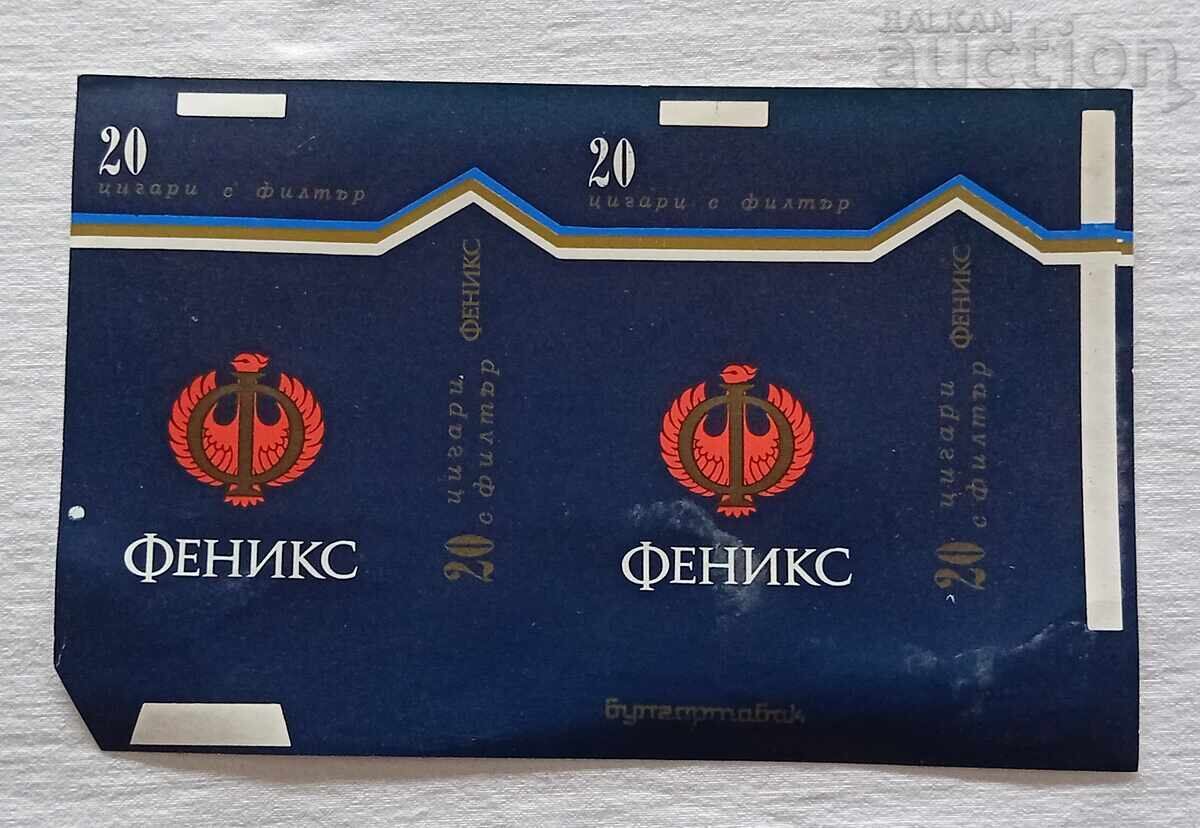 BALKAN
auction
20
цигари с филтър
20
цигари с филтър
ФЕНИКС
20 цигари
с филтър
ФЕНИКС
20 цигари
с филтър
Ф
Ф
ФЕНИКС
ФЕНИКС
булгартабак